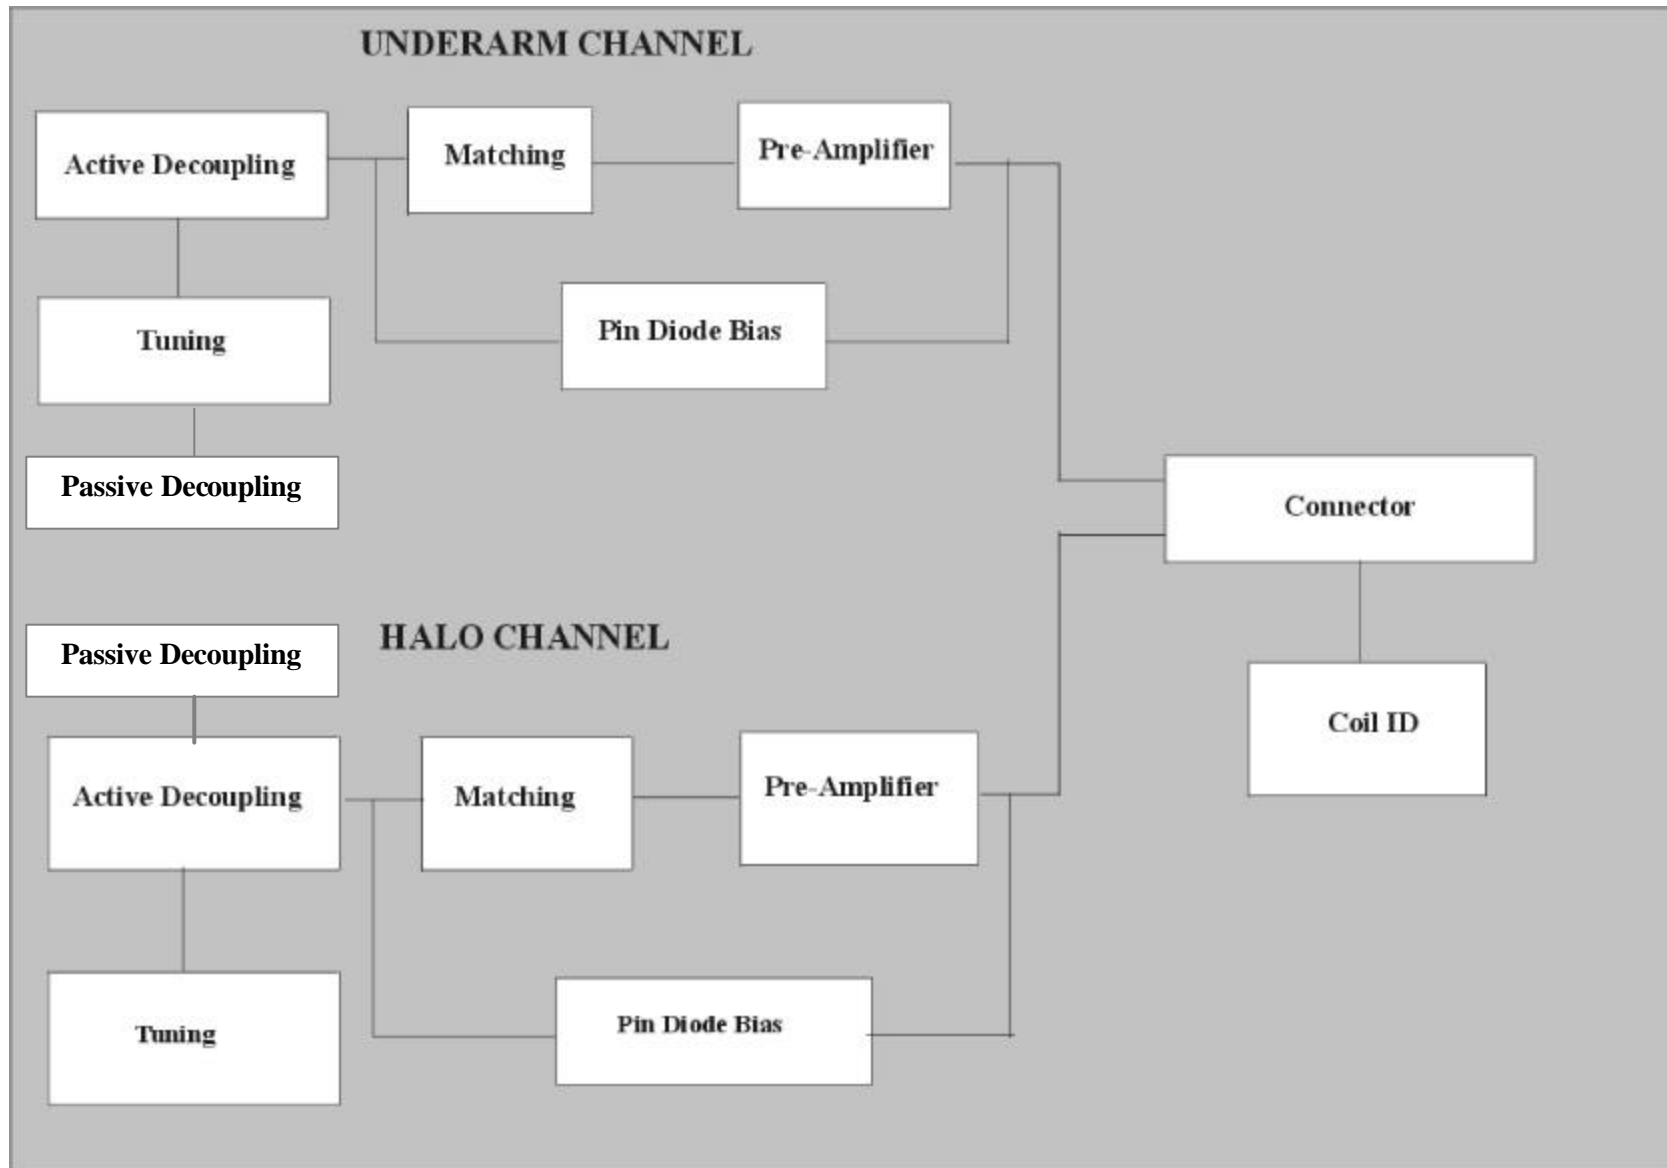 UNDERARM CHANNEL
Active Decoupling
Matching
Pre-Amplifier
Tuning
Pin Diode Bias
Passive Decoupling
Connector
Passive Decoupling
HALO CHANNEL
Coil ID
Active Decoupling
Matching
Pre-Amplifier
Tuning
Pin Diode Bias